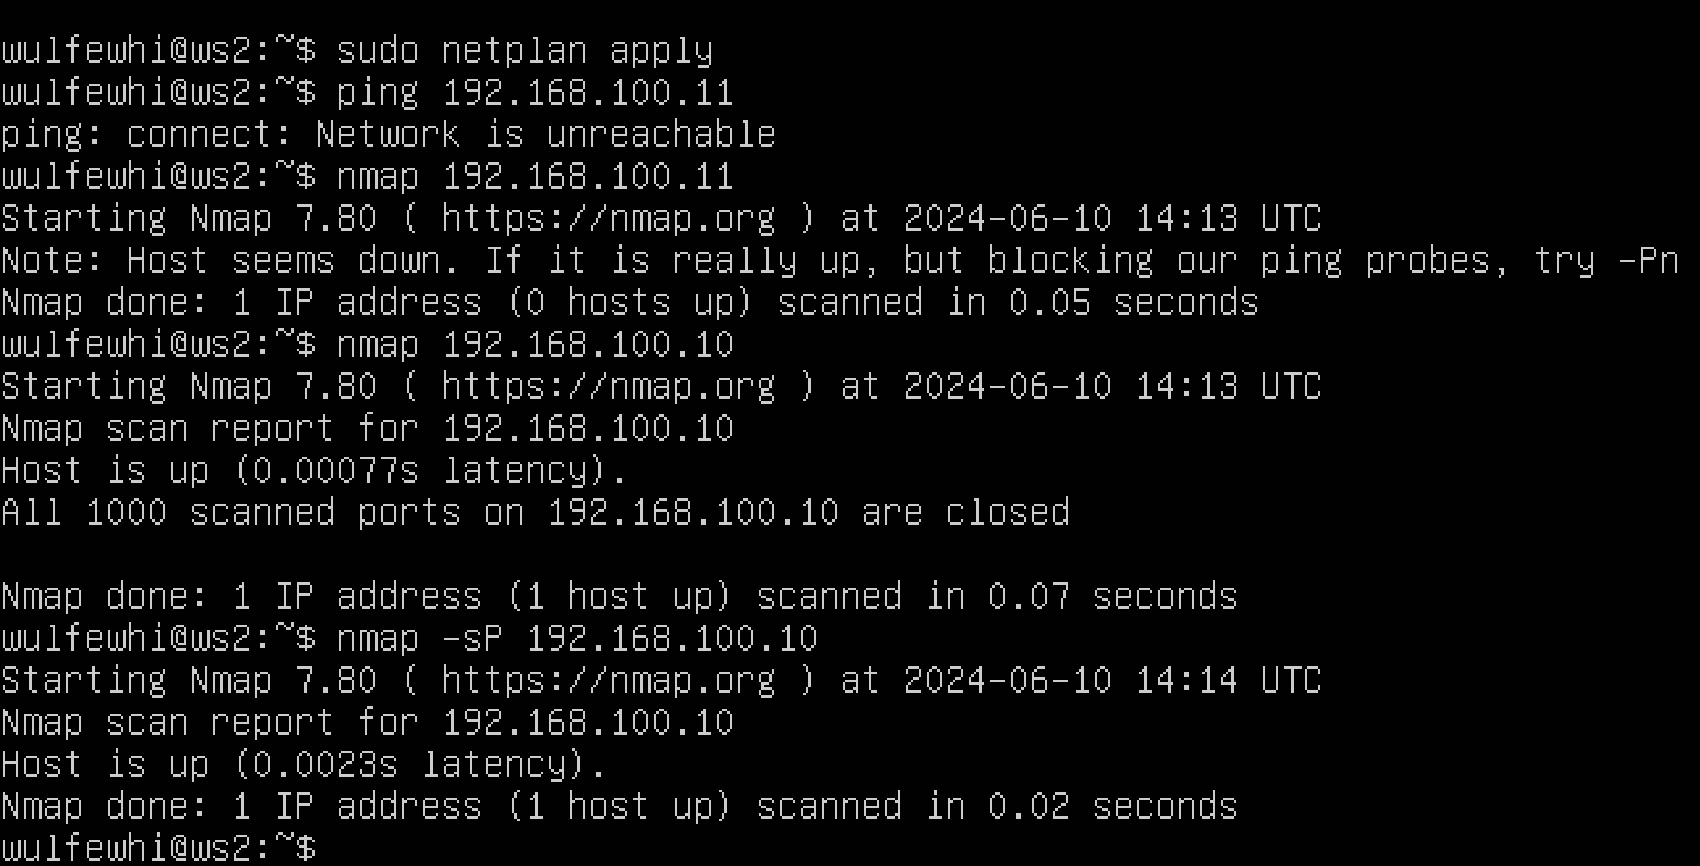 wulfewhi@ws2:~$ sudo netplan apply
wulfewhi@ws2:~$ ping 192.168.100.11
ping: connect: Network is unreachable
wulfewhi@ws2:~$ nmap 192.168.100.11
Starting Nmap 7.80 ( https://nmap.org ) at 2024-06-10 14:13 UTC
Note: Host seems down. If it is really up, but blocking our ping probes, try -Pn
Nmap done: 1 IP address (0 hosts up) scanned in 0.05 seconds
wulfewhi@ws2:~$ nmap 192.168.100.10
Starting Nmap 7.80 ( https://nmap.org ) at 2024-06-10 14:13 UTC
Nmap scan report for 192.168.100.10
Host is up (0.00077s latency).
All 1000 scanned ports on 192.168.100.10 are closed
Nmap done: 1 IP address (1 host up) scanned in 0.07 seconds
wulfewhi@ws2:~$ nmap -sP 192.168.100.10
Starting Nmap 7.80 ( https://nmap.org ) at 2024-06-10 14:14 UTC
Nmap scan report for 192.168.100.10
Host is up (0.0023s latency).
Nmap done: 1 IP address (1 host up) scanned in 0.02 seconds
wulfewhi@ws2:~$